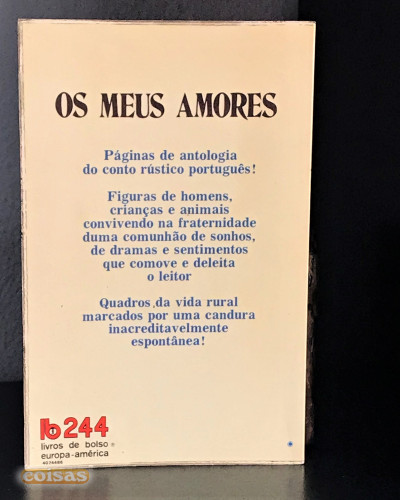 OS MEUS AMORES
Páginas de antologia
do conto rústico português!
Figuras de homens,
crianças e animais
convivendo na fraternidade
duma comunhão de sonhos,
de dramas e sentimentos
que comove e deleita
o leitor
Quadros da vida rural
marcados por uma candura
inacreditavelmente
espontânea!
lb244
livros de bolso
europa-américa
coisas